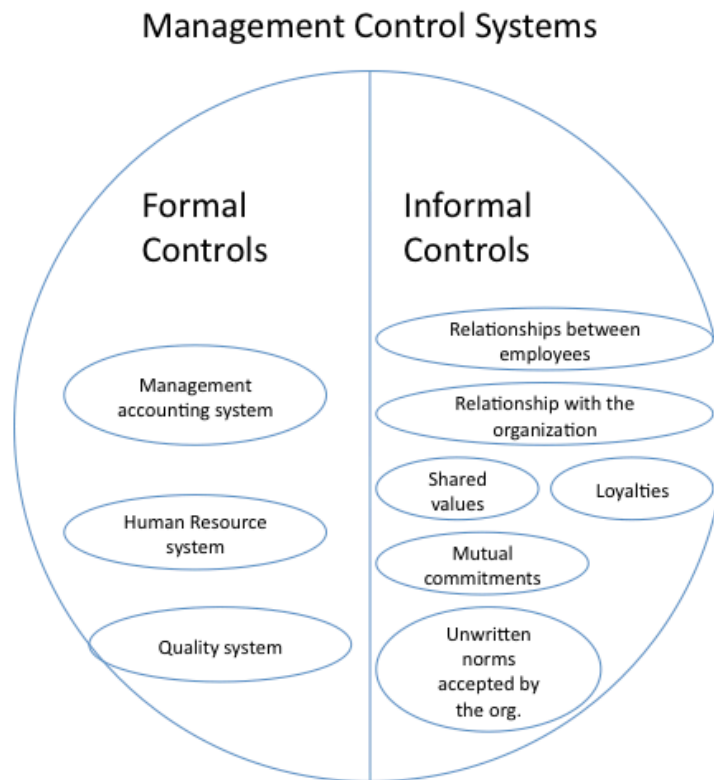 Management Control Systems
Formal
Controls
Informal
Controls
Management
accounting system
Human Resource
system
Quality system
Relationships between
employees
Relationship with the
organization
Shared
values
Loyalties
Mutual
commitments
Unwritten
norms
accepted by
the org.